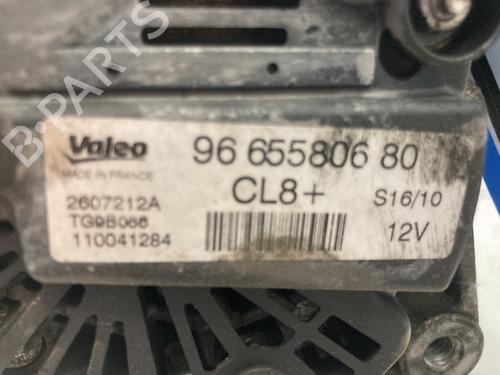 B-PARTS
Valeo
MADE IN FRANCE
96 655806 80
CL8+
S16/10
2607212A
TG9B066
110041284
12V